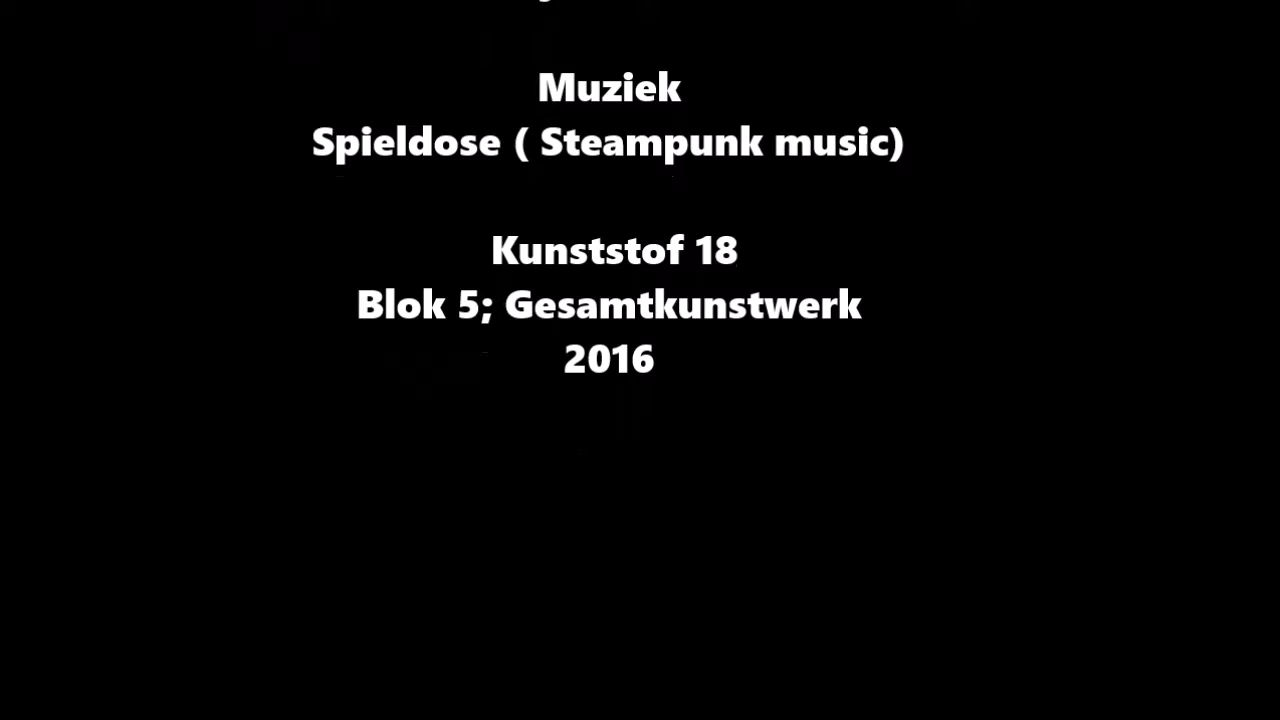 Muziek
Spieldose ( Steampunk music)
Kunststof 18
Blok 5; Gesamtkunstwerk
2016